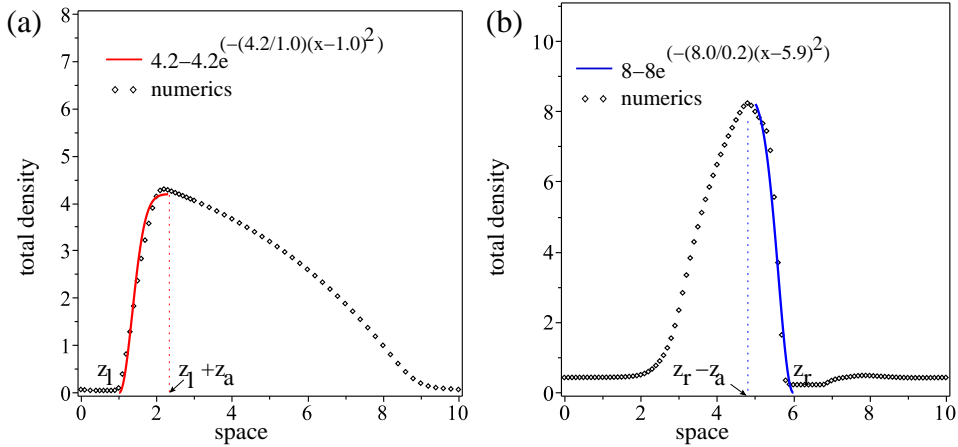 (a)
4.2−4.2e^(−(4.2/1.0)(x−1.0)^2)
numerics
total density
8
7
6
5
4
3
2
1
0
z_l
z_l+z_a
0 2 4 6 8 10
space
(b)
8−8e^(−(8.0/0.2)(x−5.9)^2)
numerics
total density
10
8
6
4
2
0
z_r−z_a
z_r
0 2 4 6 8 10
space